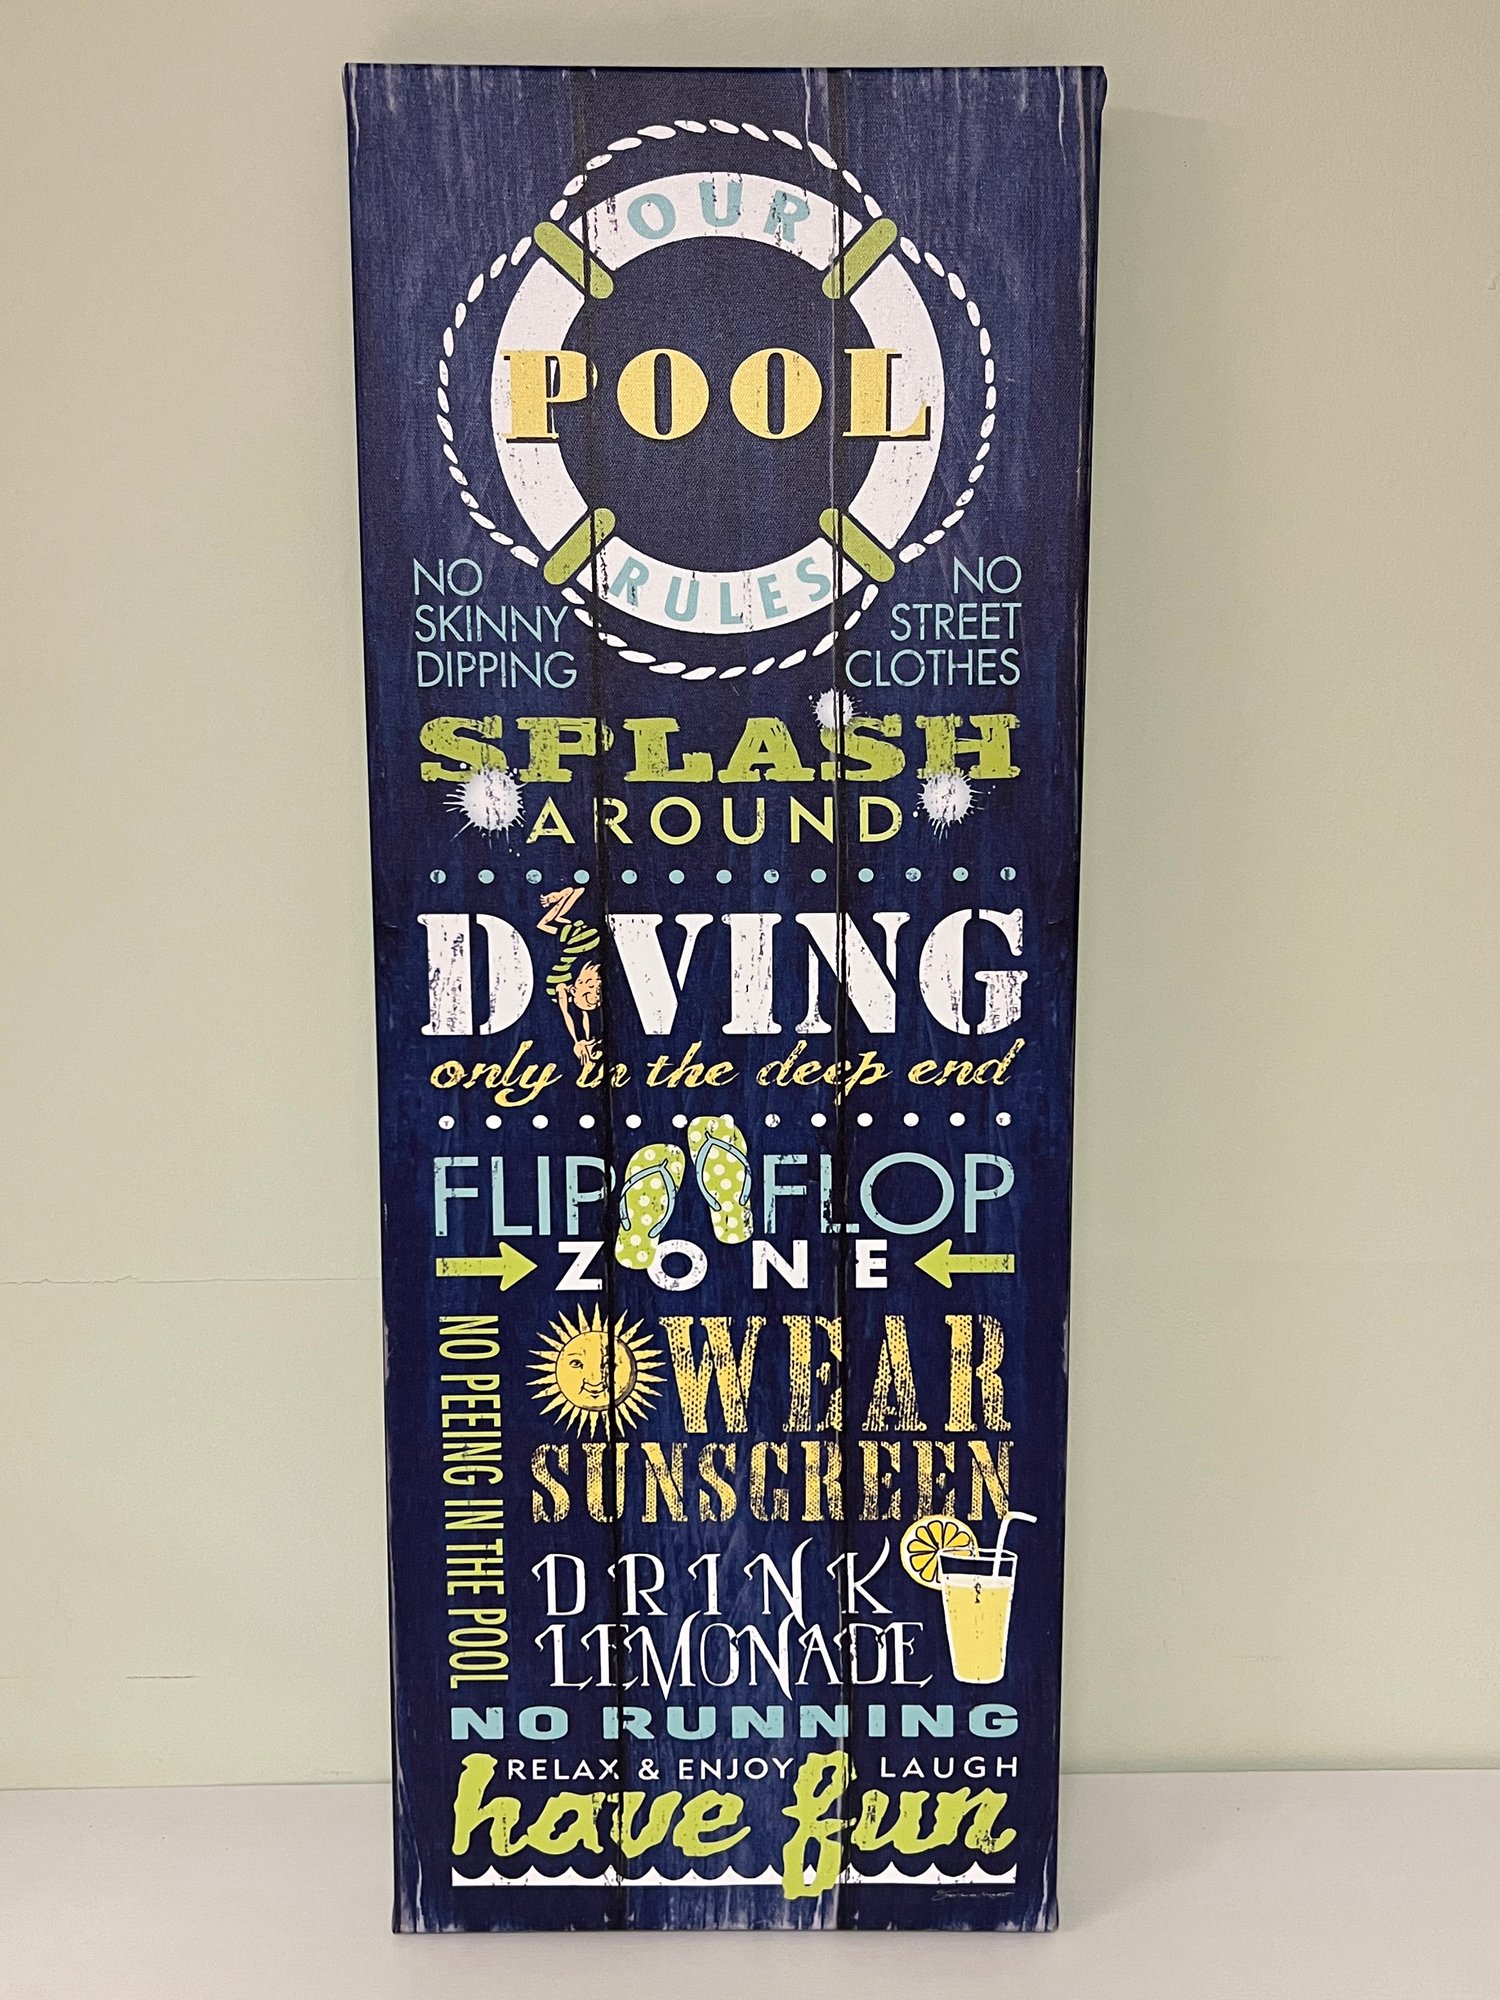 OUR
POOL
RULES
NO
SKINNY
DIPPING
NO
STREET
CLOTHES
SPLASH
AROUND
DIVING
only in the deep end
FLIP FLOP
ZONE
NO PEEING IN THE POOL
WEAR
SUNSCREEN
DRINK
LEMONADE
NO RUNNING
RELAX & ENJOY LAUGH
have fun